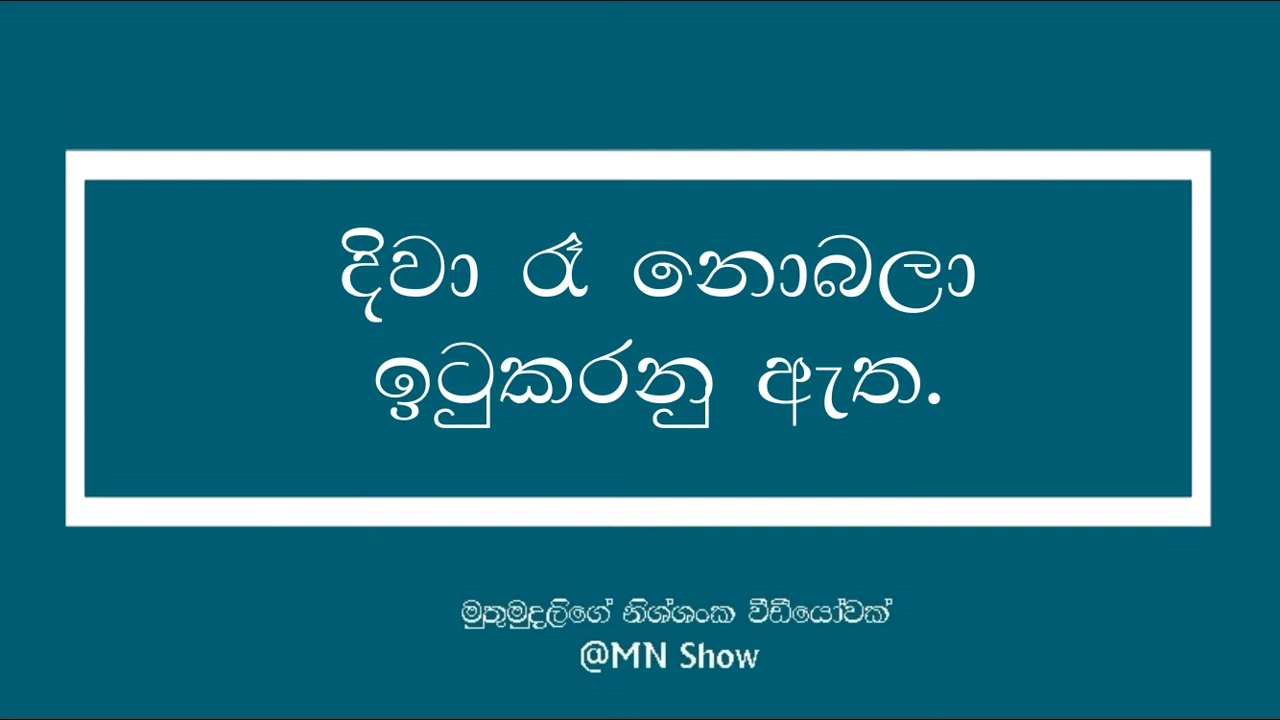 දිවා රෑ නොබලා
ඉටුකරනු ඇත.
මුතුමුදලිගේ නිශ්ශංක වීඩියෝවක්
@MN Show